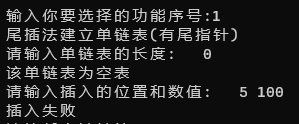 输入你要选择的功能序号:1
尾插法建立单链表(有尾指针)
请输入单链表的长度:  0
该单链表为空表
请输入插入的位置和数值:  5 100
插入失败